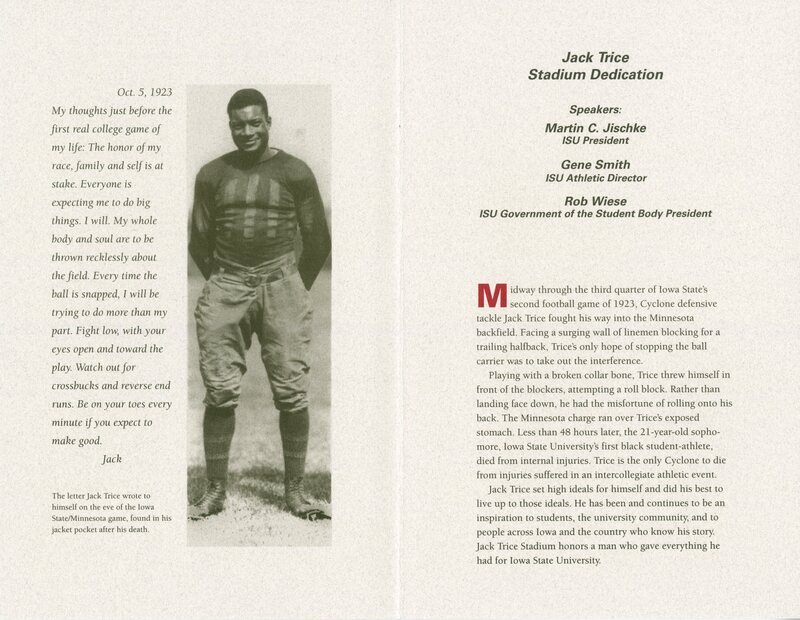 Oct. 5, 1923
My thoughts just before the
first real college game of
my life: The honor of my
race, family and self is at
stake. Everyone is
expecting me to do big
things. I will. My whole
body and soul are to be
thrown recklessly about
the field. Every time the
ball is snapped, I will be
trying to do more than my
part. Fight low, with your
eyes open and toward the
play. Watch out for
crossbucks and reverse end
runs. Be on your toes every
minute if you expect to
make good.
Jack
The letter Jack Trice wrote to
himself on the eve of the Iowa
State/Minnesota game, found in his
jacket pocket after his death.
Jack Trice
Stadium Dedication
Speakers:
Martin C. Jischke
ISU President
Gene Smith
ISU Athletic Director
Rob Wiese
ISU Government of the Student Body President
Midway through the third quarter of Iowa State's
second football game of 1923, Cyclone defensive
tackle Jack Trice fought his way into the Minnesota
backfield. Facing a surging wall of linemen blocking for a
trailing halfback, Trice's only hope of stopping the ball
carrier was to take out the interference.
Playing with a broken collar bone, Trice threw himself in
front of the blockers, attempting a roll block. Rather than
landing face down, he had the misfortune of rolling onto his
back. The Minnesota charge ran over Trice's exposed
stomach. Less than 48 hours later, the 21-year-old sopho-
more, Iowa State University's first black student-athlete,
died from internal injuries. Trice is the only Cyclone to die
from injuries suffered in an intercollegiate athletic event.
Jack Trice set high ideals for himself and did his best to
live up to those ideals. He has been and continues to be an
inspiration to students, the university community, and to
people across Iowa and the country who know his story.
Jack Trice Stadium honors a man who gave everything he
had for Iowa State University.